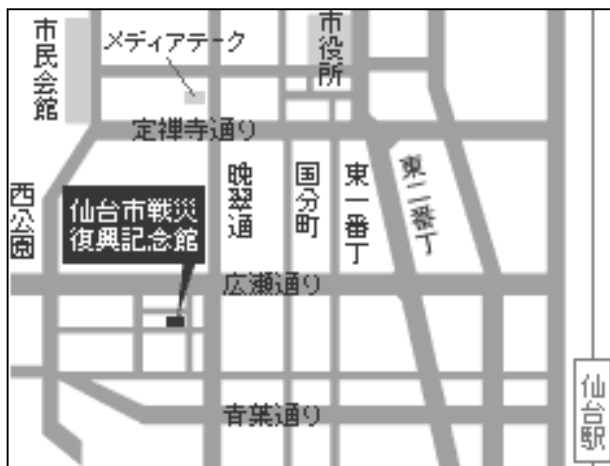 市民会館
メディアテーク
市役所
定禅寺通り
西公園
仙台市戦災
復興記念館
晩翠通
国分町
東一番丁
東二番丁
広瀬通り
青葉通り
仙台駅